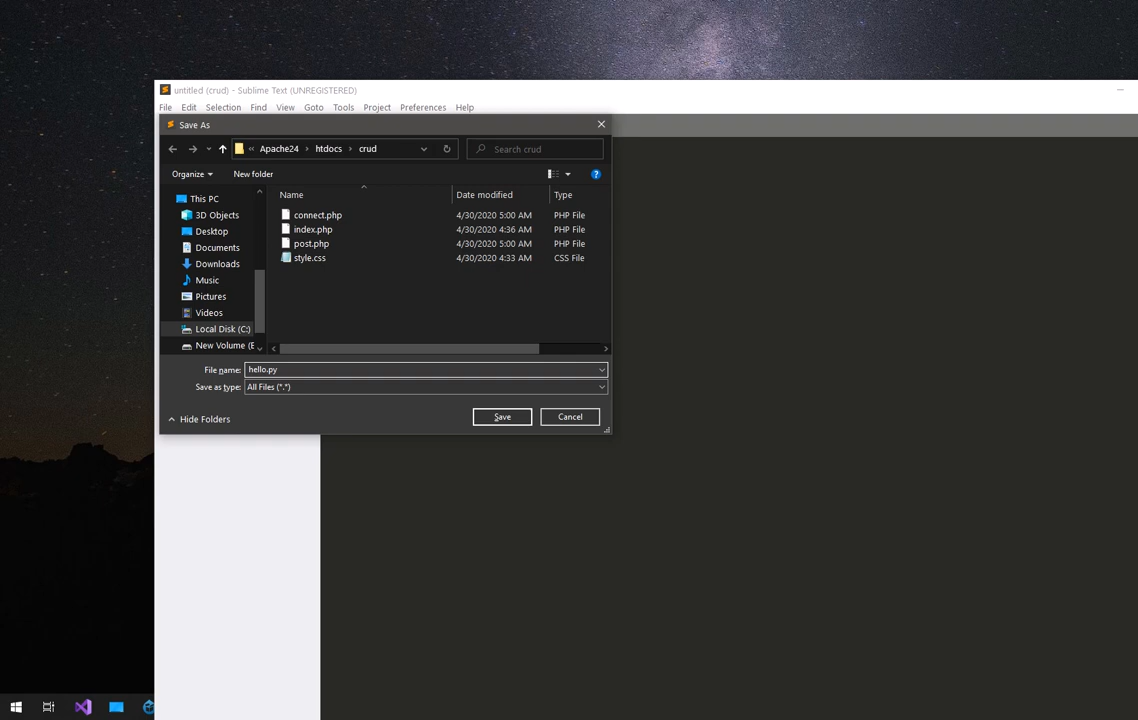 untitled (crud) - Sublime Text (UNREGISTERED)
File Edit Selection Find View Goto Tools Project Preferences Help
Save As
Apache24 htdocs crud
Search crud
Organize New folder
Name Date modified Type
This PC
3D Objects
Desktop
Documents
Downloads
Music
Pictures
Videos
Local Disk (C:)
New Volume (E
connect.php 4/30/2020 5:00 AM PHP File
index.php 4/30/2020 4:36 AM PHP File
post.php 4/30/2020 5:00 AM PHP File
style.css 4/30/2020 4:33 AM CSS File
File name: hello.py
Save as type: All Files (*.*)
Hide Folders Save Cancel